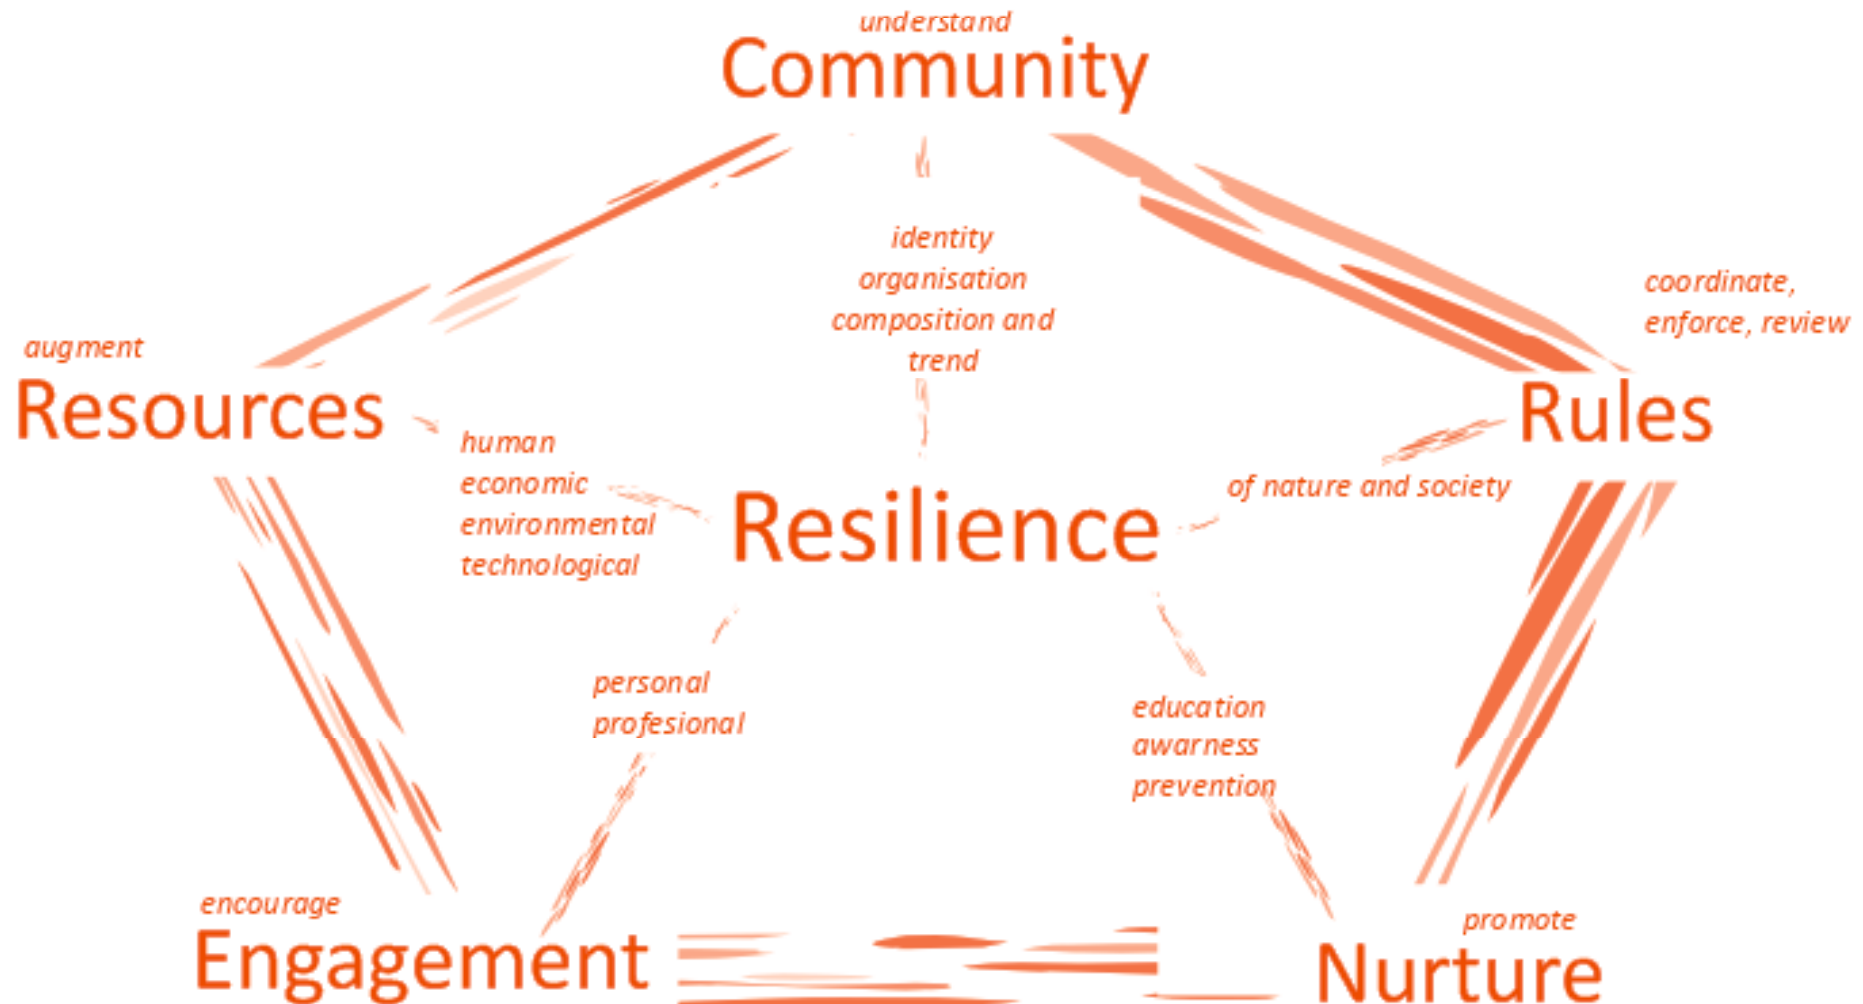 understand
Community
identity
organisation
composition and
trend
coordinate,
enforce, review
augment
Resources
Rules
human
economic
environmental
technological
of nature and society
Resilience
personal
profesional
education
awarness
prevention
encourage
Engagement
promote
Nurture